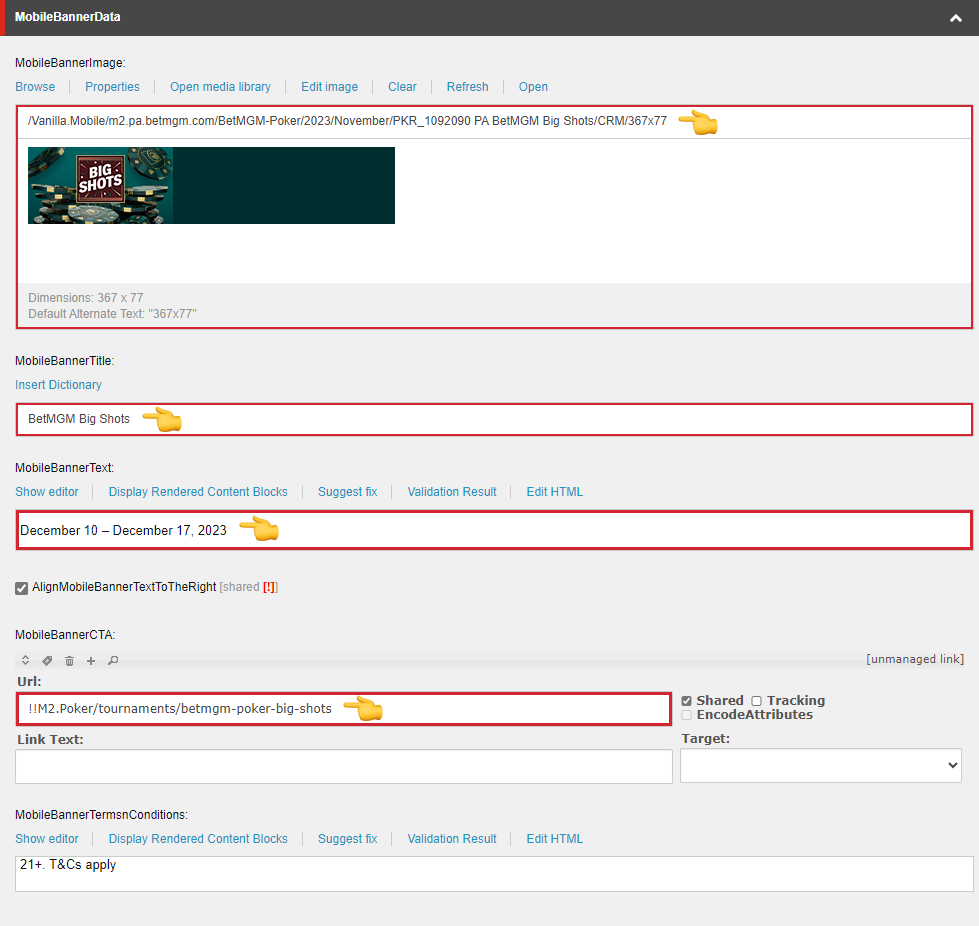 MobileBannerData
MobileBannerImage:
Browse Properties Open media library Edit image Clear Refresh Open
/Vanilla.Mobile/m2.pa.betmgm.com/BetMGM-Poker/2023/November/PKR_1092090 PA BetMGM Big Shots/CRM/367x77
BIG
SHOTS
Dimensions: 367 x 77
Default Alternate Text: "367x77"
MobileBannerTitle:
Insert Dictionary
BetMGM Big Shots
MobileBannerText:
Show editor Display Rendered Content Blocks Suggest fix Validation Result Edit HTML
December 10 – December 17, 2023
AlignMobileBannerTextToTheRight [shared [!]]
MobileBannerCTA:
[unmanaged link]
Url:
!!M2.Poker/tournaments/betmgm-poker-big-shots
Shared Tracking
EncodeAttributes
Link Text:
Target:
MobileBannerTermsnConditions:
Show editor Display Rendered Content Blocks Suggest fix Validation Result Edit HTML
21+. T&Cs apply